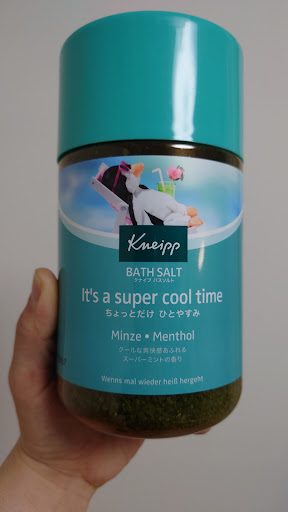 Kneipp
BATH SALT
クナイプ バスソルト
It's a super cool time
ちょっとだけ ひとやすみ
Minze • Menthol
クールな爽快感あふれる
スーパーミントの香り
Wenns mal wieder heiß hergeht